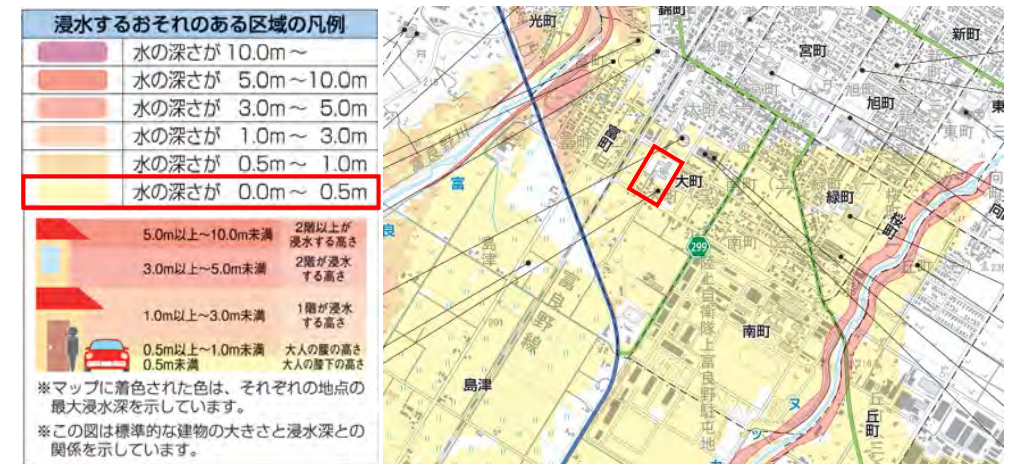 浸水するおそれのある区域の凡例
水の深さが 10.0m～
水の深さが 5.0m～10.0m
水の深さが 3.0m～ 5.0m
水の深さが 1.0m～ 3.0m
水の深さが 0.5m～ 1.0m
水の深さが 0.0m～ 0.5m
5.0m以上～10.0m未満 2階以上が
浸水する高さ
3.0m以上～5.0m未満 2階が浸水
する高さ
1.0m以上～3.0m未満 1階が浸水
する高さ
0.5m以上～1.0m未満 大人の腰の高さ
0.5m未満 大人の膝下の高さ
※マップに着色された色は、それぞれの地点の
最大浸水深を示しています。
※この図は標準的な建物の大きさと浸水深との
関係を示しています。
光町
錦町
新町
宮町
旭町
東町
富町
大町
緑町
桜町
富良野川
富
良
島津
299
南町
富良野線
陸上自衛隊上富良野駐屯地
島津
丘町
ヌ
ッ
カ